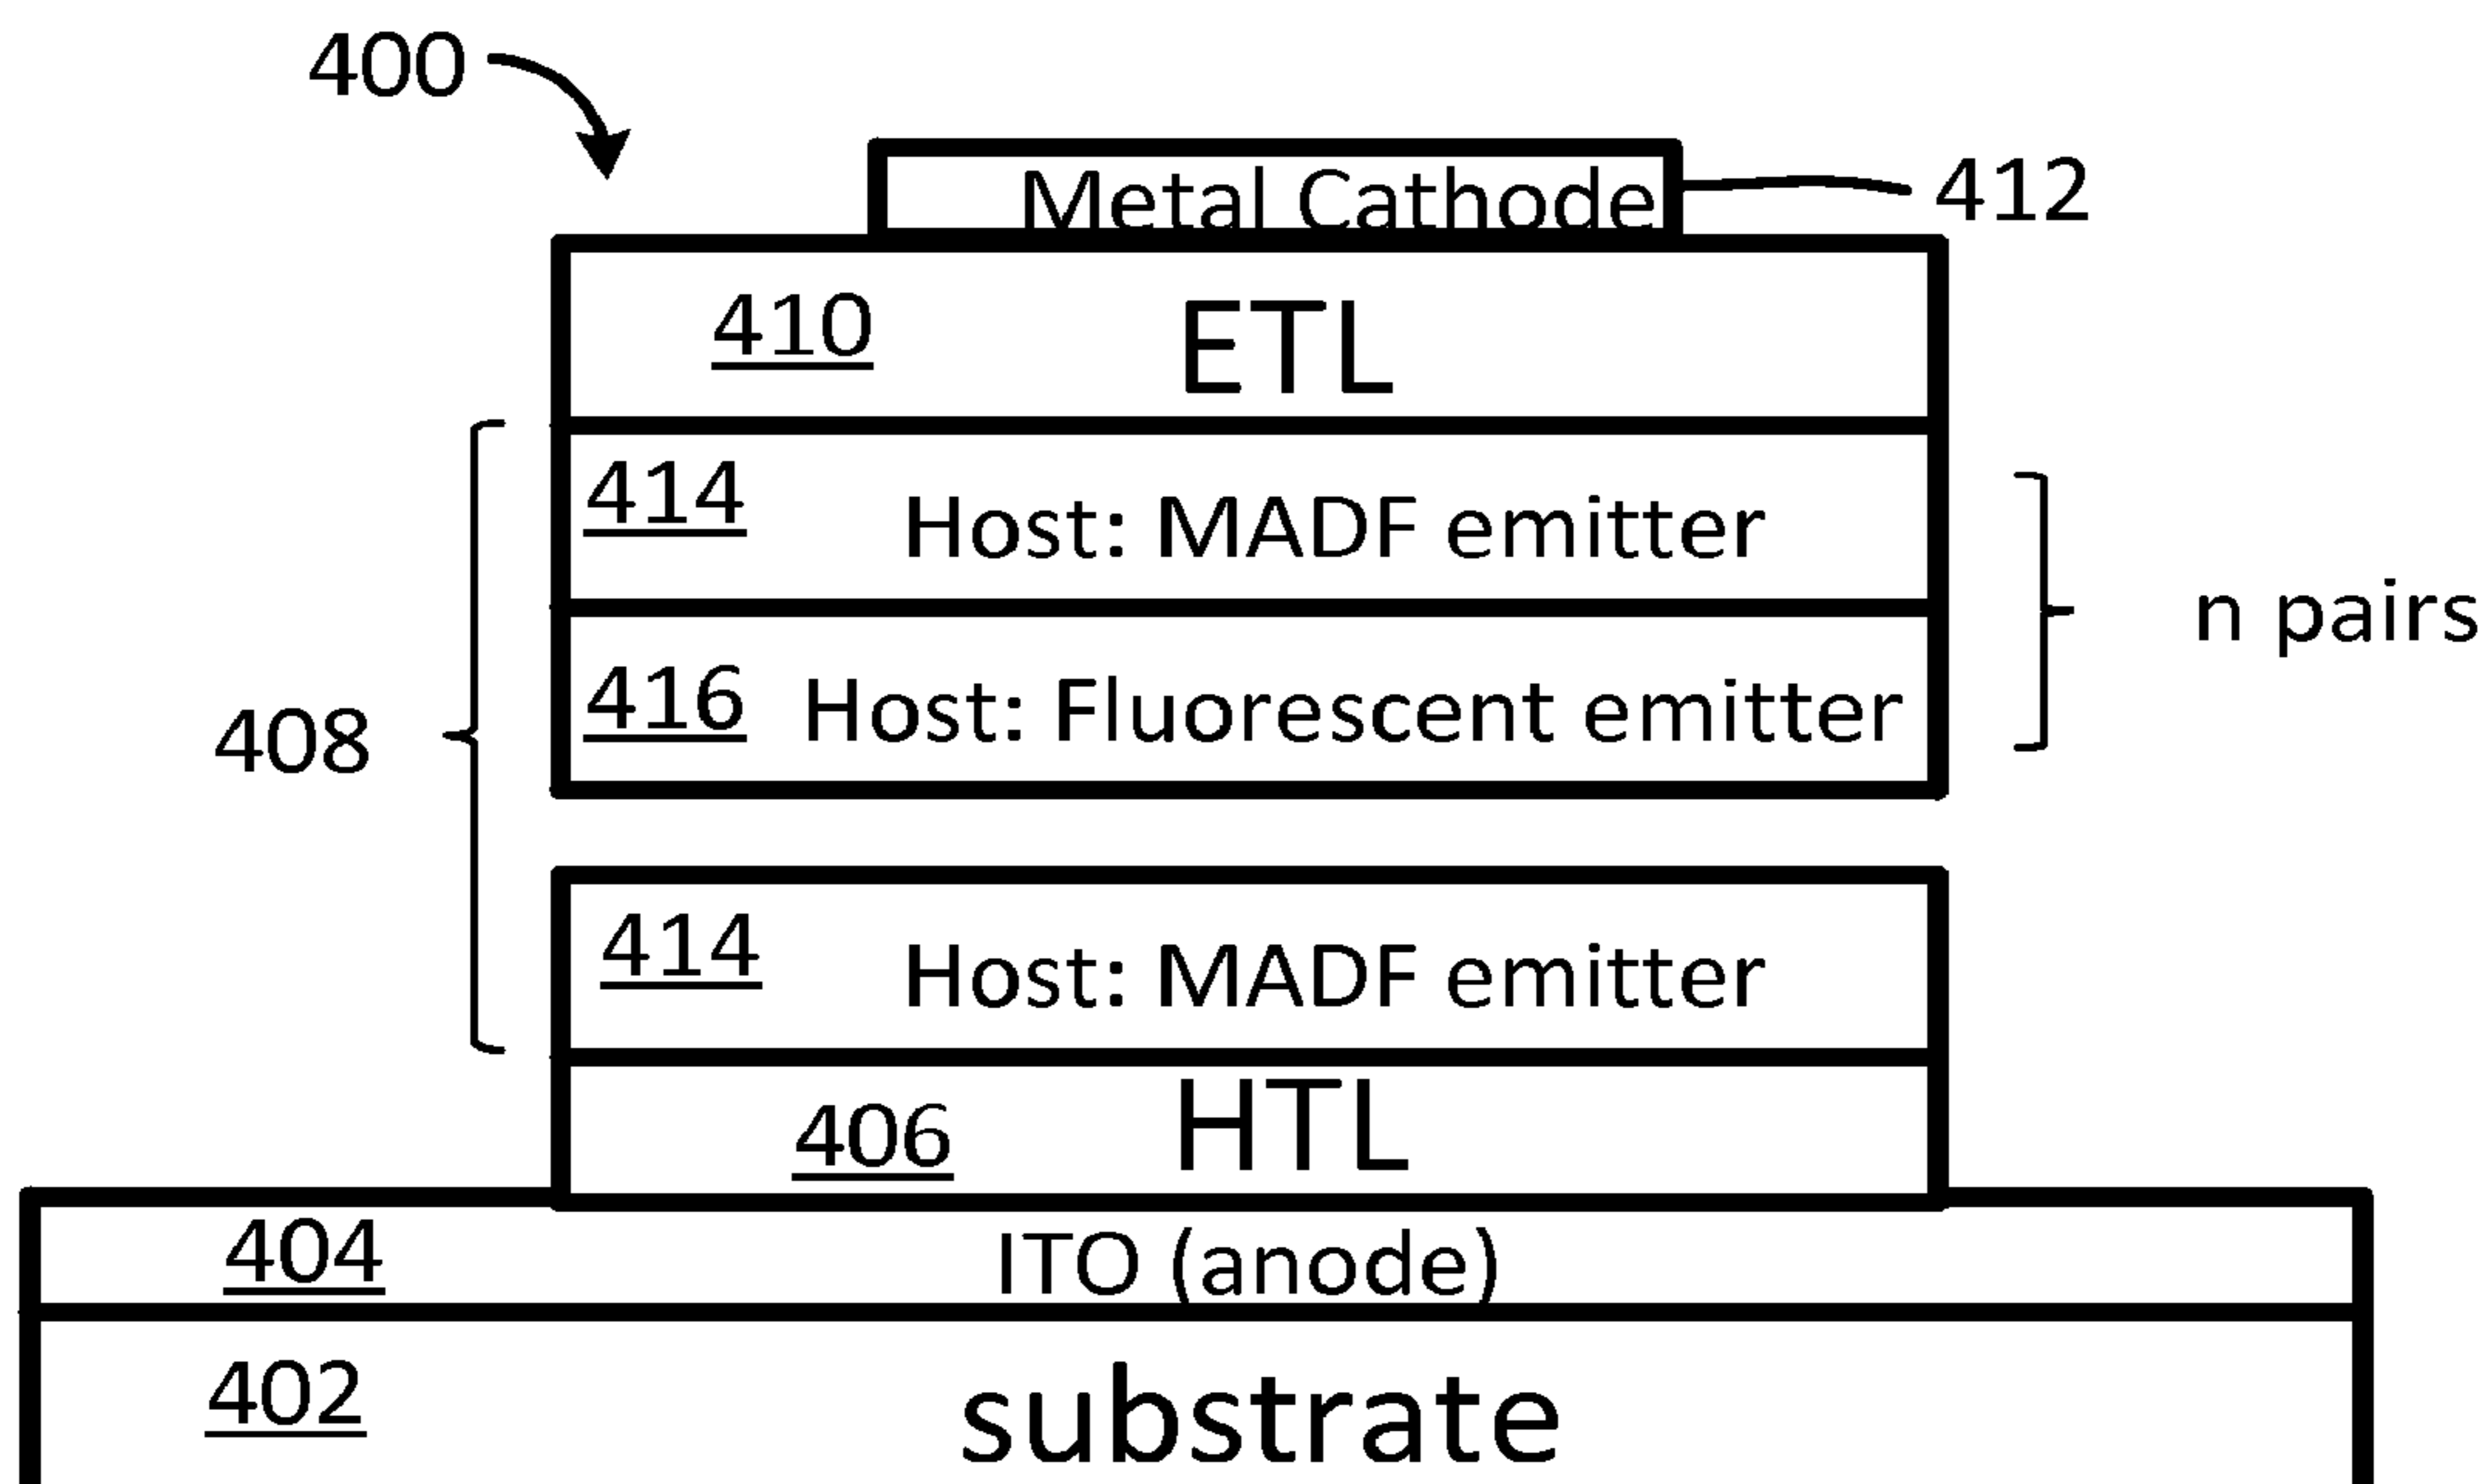 400
Metal Cathode 412
410 ETL
414 Host: MADF emitter
n pairs
416 Host: Fluorescent emitter
408
414 Host: MADF emitter
406 HTL
404 ITO (anode)
402 substrate